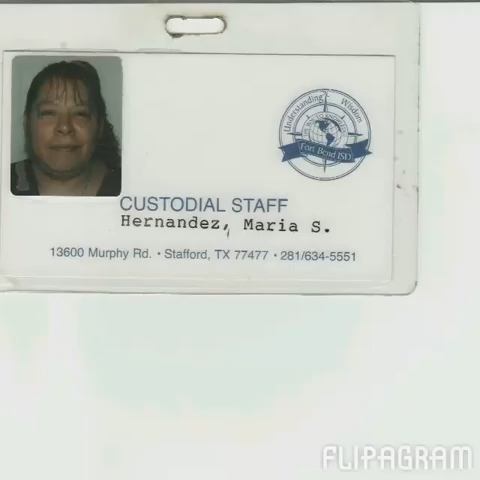 Understanding Wisdom
Fort Bend ISD
CUSTODIAL STAFF
Hernandez, Maria S.
13600 Murphy Rd. • Stafford, TX 77477 • 281/634-5551
FLIPAGRAM